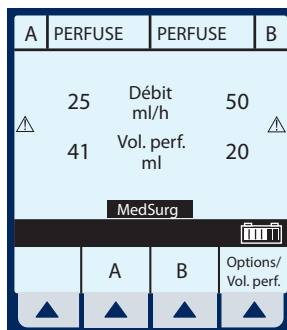 A PERFUSE PERFUSE B
25 Débit ml/h 50
41 Vol. perf. ml 20
MedSurg
A B Options/ Vol. perf.